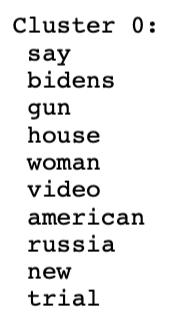 Cluster 0:
say
bidens
gun
house
woman
video
american
russia
new
trial